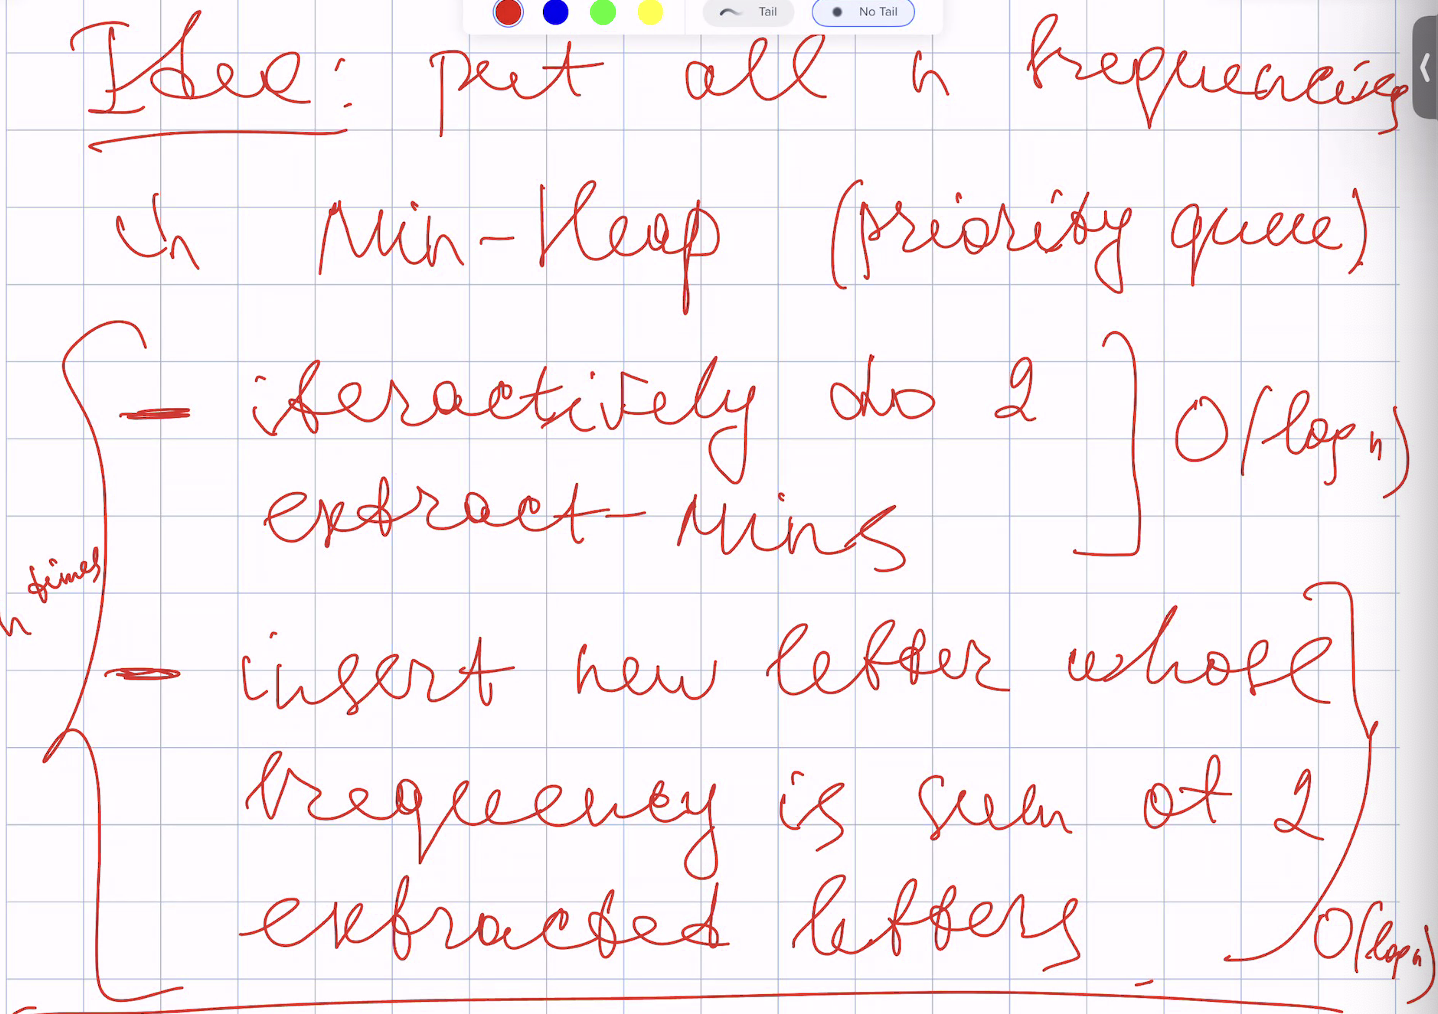 Tail No Tail
Idea: put all n frequencies
in Min-Heap (priority queue)
- iteractively do 2
extract-mins
O(log n)
n times
- insert new letter whose
frequency is sum of 2
extracted letters
O(log n)